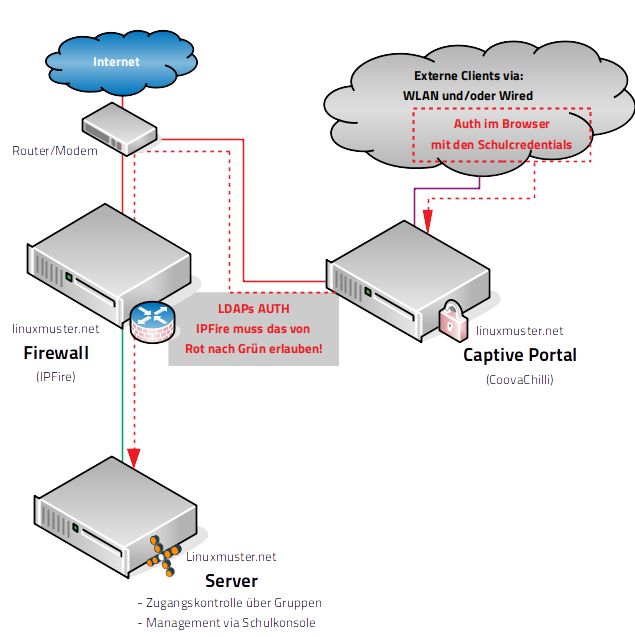 Internet
Externe Clients via:
WLAN und/oder Wired
Auth im Browser
mit den Schulcredentials
Router/Modem
LDAPs AUTH
IPFire muss das von
Rot nach Grün erlauben!
linuxmuster.net
Firewall
(IPFire)
linuxmuster.net
Captive Portal
(CoovaChilli)
Linuxmuster.net
Server
- Zugangskontrolle über Gruppen
- Management via Schulkonsole